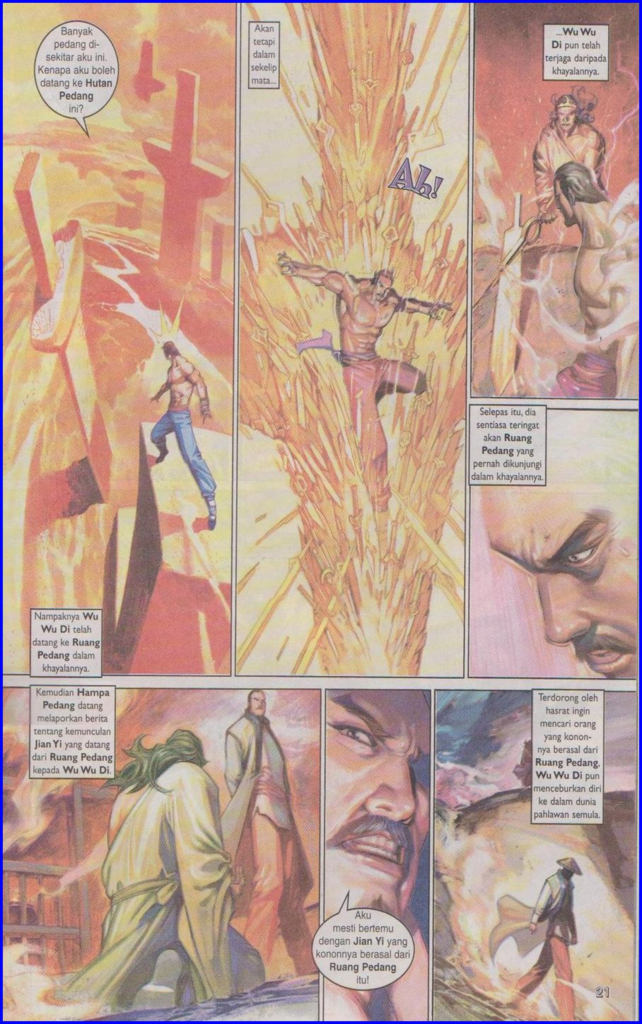 Banyak
pedang di-
sekitar aku ini.
Kenapa aku boleh
datang ke Hutan
Pedang
ini?
Nampaknya Wu
Wu Di telah
datang ke Ruang
Pedang dalam
khayalannya.
Akan
tetapi
dalam
sekelip
mata...
Ah!
...Wu Wu
Di pun telah
terjaga daripada
khayalannya.
Selepas itu, dia
sentiasa teringat
akan Ruang
Pedang yang
pernah dikunjungi
dalam khayalannya.
Kemudian Hampa
Pedang datang
melaporkan berita
tentang kemunculan
Jian Yi yang datang
dari Ruang Pedang
kepada Wu Wu Di.
Aku
mesti bertemu
dengan Jian Yi yang
kononnya berasal dari
Ruang Pedang
itu!
Terdorong oleh
hasrat ingin
mencari orang
yang konon-
nya berasal dari
Ruang Pedang.
Wu Wu Di pun
menceburkan diri
ke dalam dunia
pahlawan semula.
21